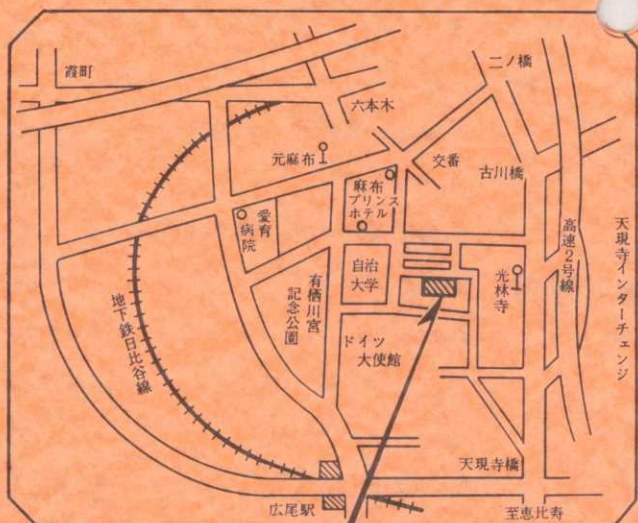 霞町
二ノ橋
六本木
元麻布
交番
古川橋
麻布
プリンス
ホテル
愛育
病院
高速2号線
天現寺インターチェンジ
自治
大学
光林寺
有栖川宮
記念公園
地下鉄日比谷線
ドイツ
大使館
天現寺橋
広尾駅
至恵比寿